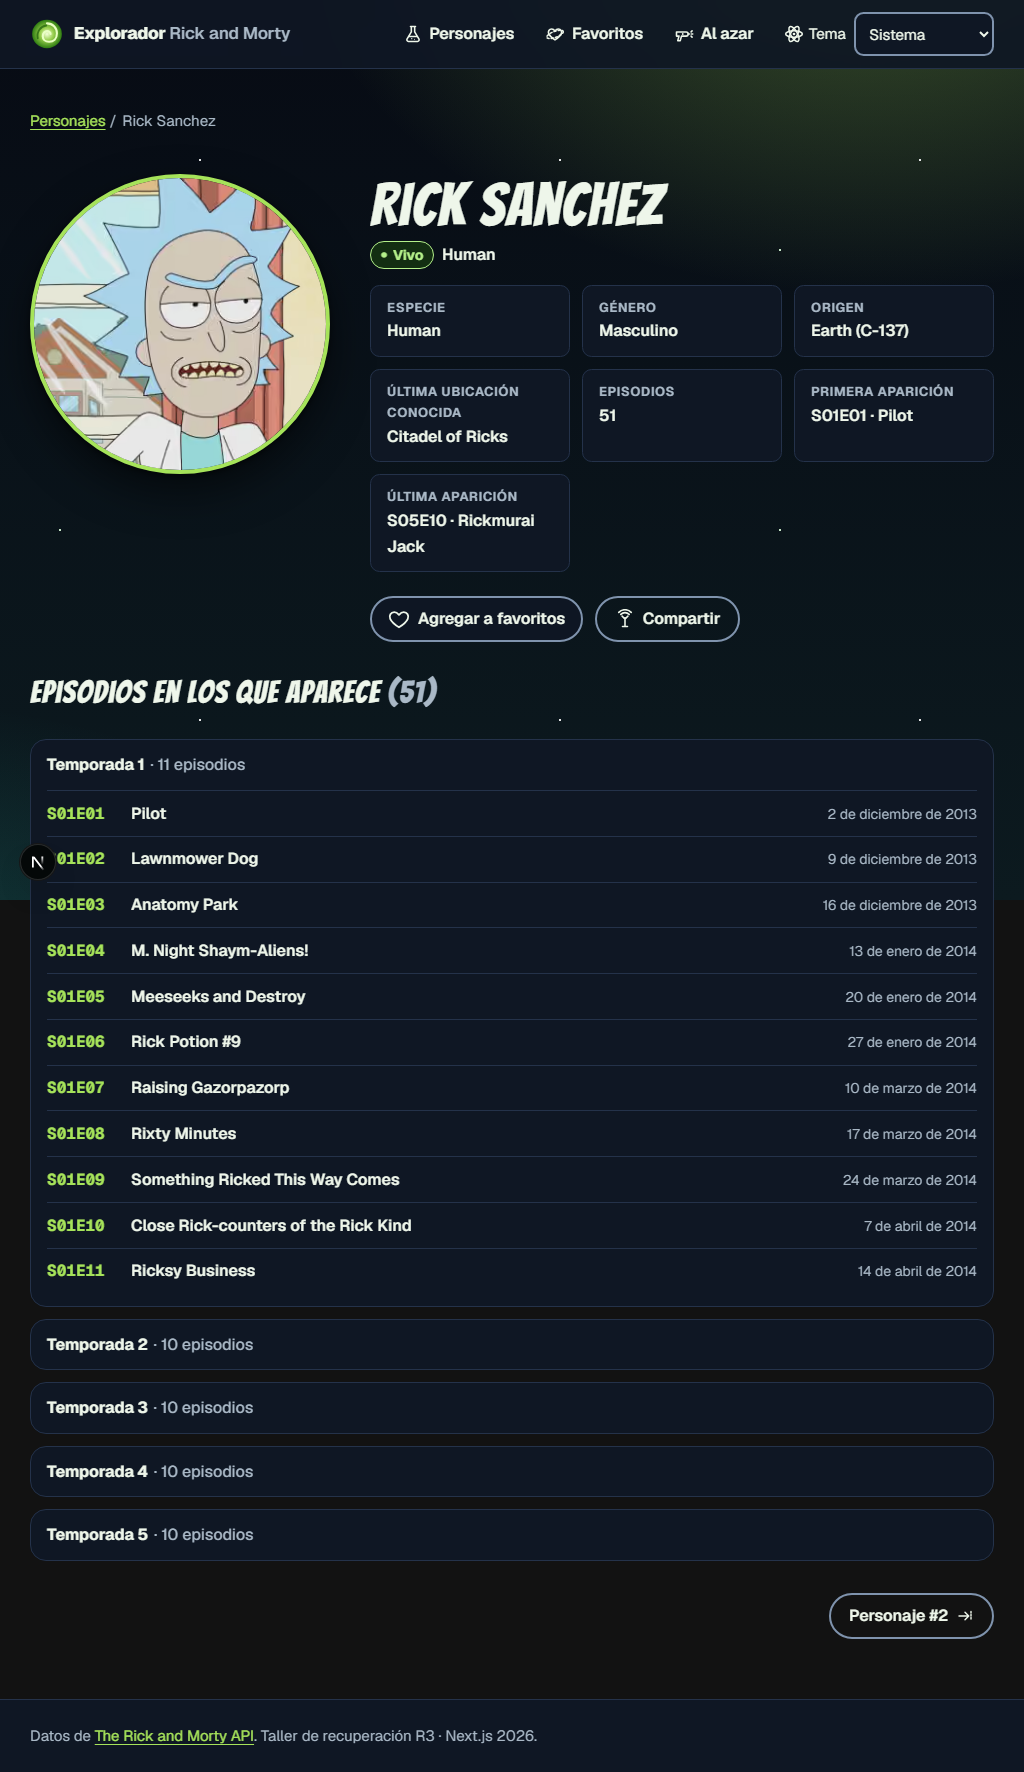 Explorador Rick and Morty
Personajes
Favoritos
Al azar
Tema
Sistema
Personajes / Rick Sanchez
RICK SANCHEZ
• Vivo
Human
ESPECIE
Human
GÉNERO
Masculino
ORIGEN
Earth (C-137)
ÚLTIMA UBICACIÓN
CONOCIDA
Citadel of Ricks
EPISODIOS
51
PRIMERA APARICIÓN
S01E01 · Pilot
ÚLTIMA APARICIÓN
S05E10 · Rickmurai
Jack
Agregar a favoritos
Compartir
EPISODIOS EN LOS QUE APARECE (51)
Temporada 1 · 11 episodios
S01E01 Pilot 2 de diciembre de 2013
N
01E02 Lawnmower Dog 9 de diciembre de 2013
S01E03 Anatomy Park 16 de diciembre de 2013
S01E04 M. Night Shaym-Aliens! 13 de enero de 2014
S01E05 Meeseeks and Destroy 20 de enero de 2014
S01E06 Rick Potion #9 27 de enero de 2014
S01E07 Raising Gazorpazorp 10 de marzo de 2014
S01E08 Rixty Minutes 17 de marzo de 2014
S01E09 Something Ricked This Way Comes 24 de marzo de 2014
S01E10 Close Rick-counters of the Rick Kind 7 de abril de 2014
S01E11 Ricksy Business 14 de abril de 2014
Temporada 2 · 10 episodios
Temporada 3 · 10 episodios
Temporada 4 · 10 episodios
Temporada 5 · 10 episodios
Personaje #2
Datos de The Rick and Morty API. Taller de recuperación R3 · Next.js 2026.